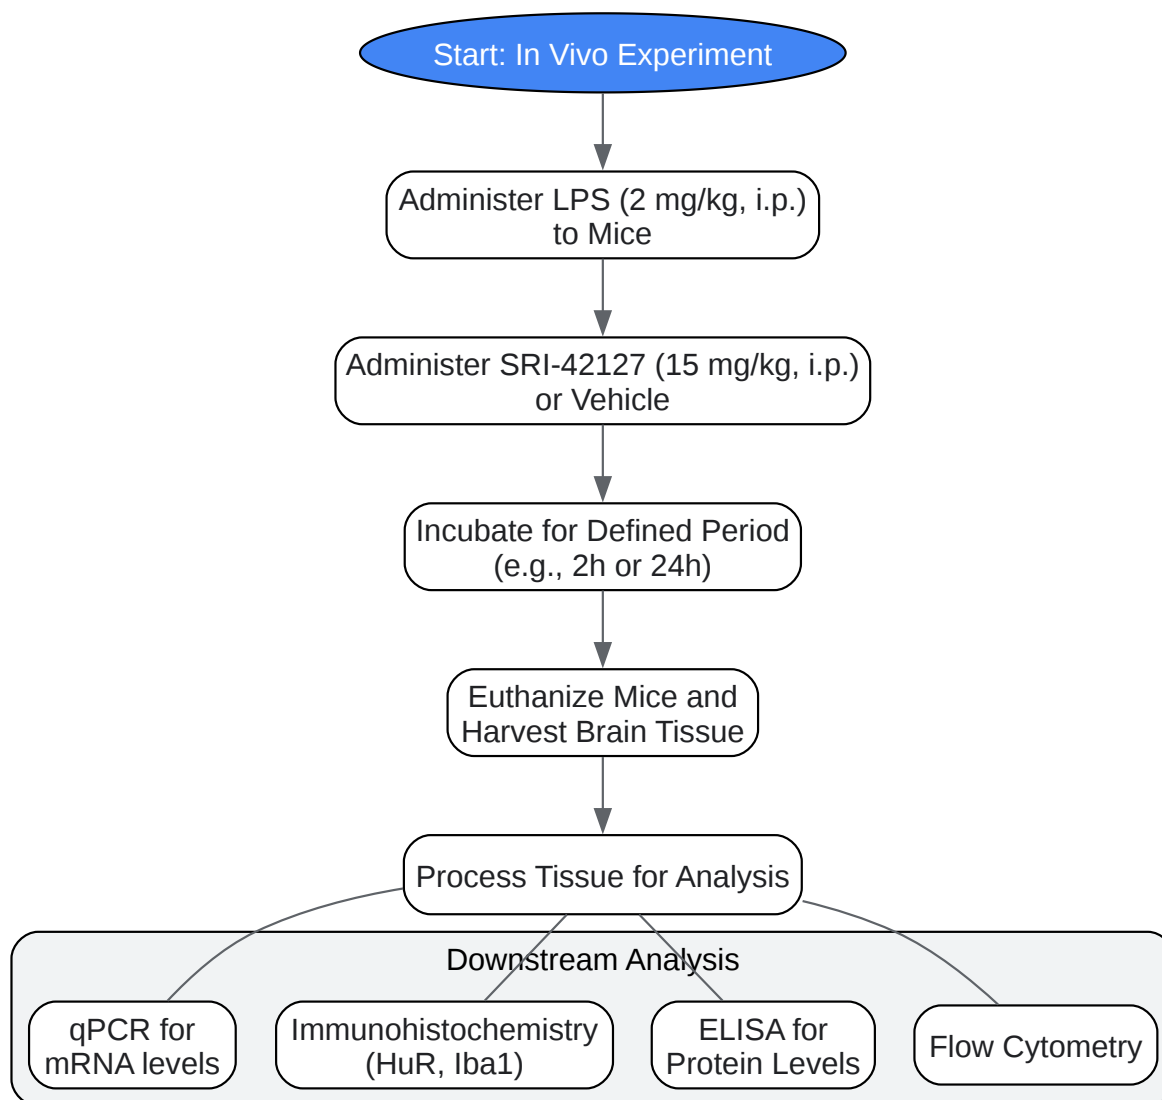 Start: In Vivo Experiment
Administer LPS (2 mg/kg, i.p.)
to Mice
Administer SRI-42127 (15 mg/kg, i.p.)
or Vehicle
Incubate for Defined Period
(e.g., 2h or 24h)
Euthanize Mice and
Harvest Brain Tissue
Process Tissue for Analysis
Downstream Analysis
qPCR for
mRNA levels
Immunohistochemistry
(HuR, Iba1)
ELISA for
Protein Levels
Flow Cytometry